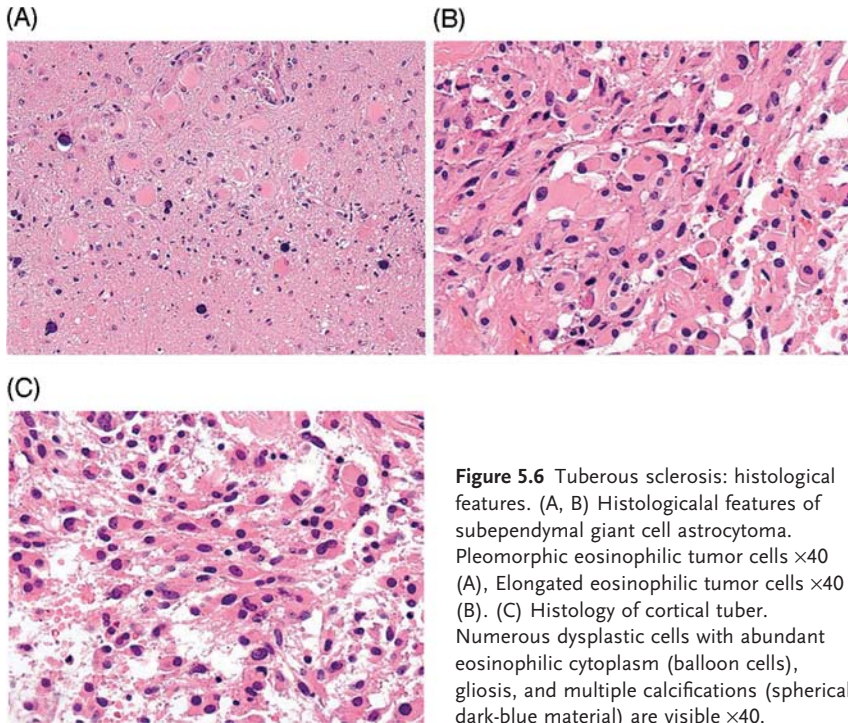 (A)
(B)
(C)
Figure 5.6 Tuberous sclerosis: histological
features. (A, B) Histologicalal features of
subependymal giant cell astrocytoma.
Pleomorphic eosinophilic tumor cells ×40
(A), Elongated eosinophilic tumor cells ×40
(B). (C) Histology of cortical tuber.
Numerous dysplastic cells with abundant
eosinophilic cytoplasm (balloon cells),
gliosis, and multiple calcifications (spherical
dark-blue material) are visible ×40.